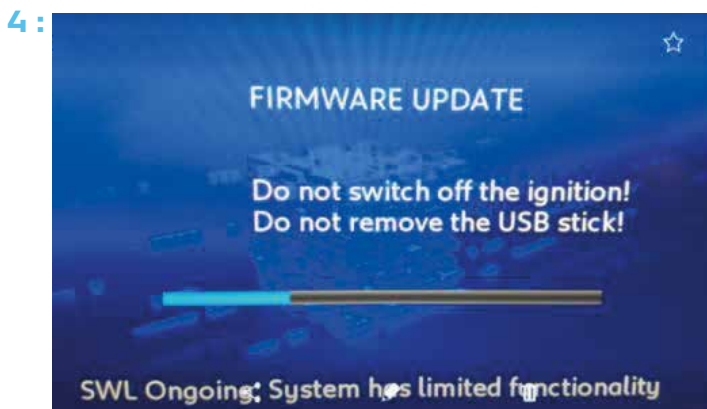 4 :
FIRMWARE UPDATE
Do not switch off the ignition!
Do not remove the USB stick!
SWL Ongoing: System has limited functionality